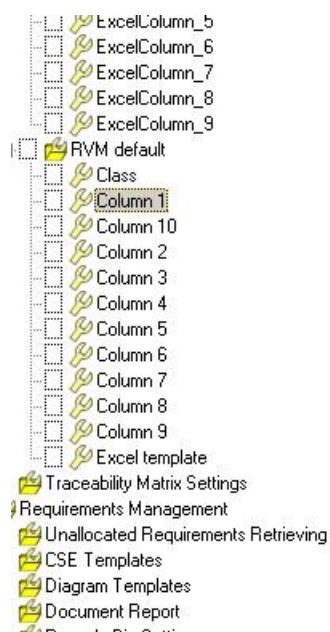 ExcelColumn_5
ExcelColumn_6
ExcelColumn_7
ExcelColumn_8
ExcelColumn_9
RVM default
Class
Column 1
Column 10
Column 2
Column 3
Column 4
Column 5
Column 6
Column 7
Column 8
Column 9
Excel template
Traceability Matrix Settings
Requirements Management
Unallocated Requirements Retrieving
CSE Templates
Diagram Templates
Document Report